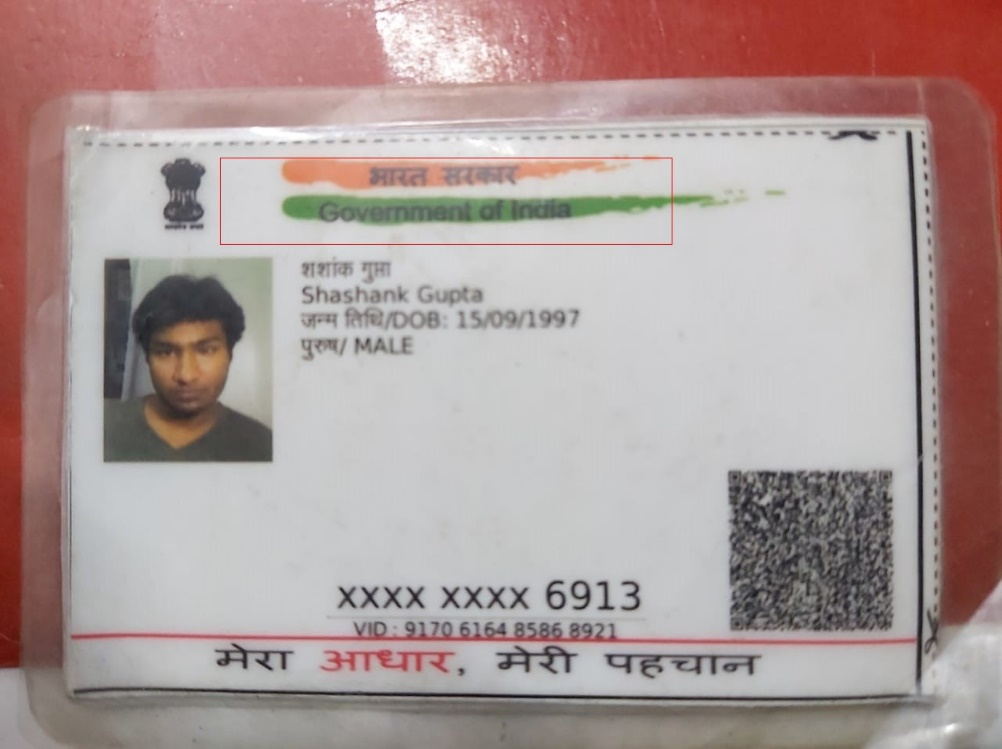 भारत सरकार
Government of India
शशांक गुप्ता
Shashank Gupta
जन्म तिथि/DOB: 15/09/1997
पुरुष/ MALE
xxxx xxxx 6913
VID : 9170 6164 8586 8921
मेरा आधार, मेरी पहचान